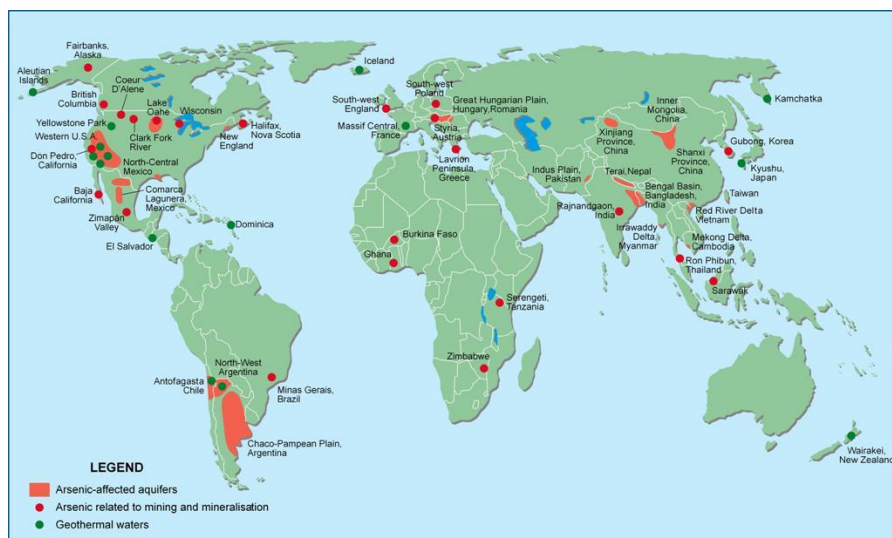 Fairbanks,
Alaska
Aleutian
Islands
Coeur
D'Alene
British
Columbia
Lake
Oahe
Wisconsin
Yellowstone Park
Western U.S.A.
Clark Fork
River
New
England
Halifax,
Nova Scotia
Don Pedro,
California
North-Central
Mexico
Baja
California
Comarca
Lagunera,
Mexico
Zimapan
Valley
El Salvador
Dominica
Iceland
South-west
Poland
South-west
England
Great Hungarian Plain,
Hungary,Romania
Massif Central,
France
Styria,
Austria
Lavrion
Peninsula,
Greece
Inner
Mongolia,
China
Kamchatka
Xinjiang
Province,
China
Gubong, Korea
Shanxi
Province,
China
Kyushu,
Japan
Indus Plain,
Pakistan
Terai,Nepal
Bengal Basin,
Bangladesh,
India
Taiwan
Rajnandgaon,
India
Red River Delta
Vietnam
Irrawaddy
Delta,
Myanmar
Mekong Delta,
Cambodia
Ron Phibun,
Thailand
Sarawak
Burkina Faso
Ghana
Serengeti,
Tanzania
Zimbabwe
North-West
Argentina
Antofagasta
Chile
Minas Gerais,
Brazil
Chaco-Pampean Plain,
Argentina
Wairakei,
New Zealand
LEGEND
Arsenic-affected aquifers
Arsenic related to mining and mineralisation
Geothermal waters